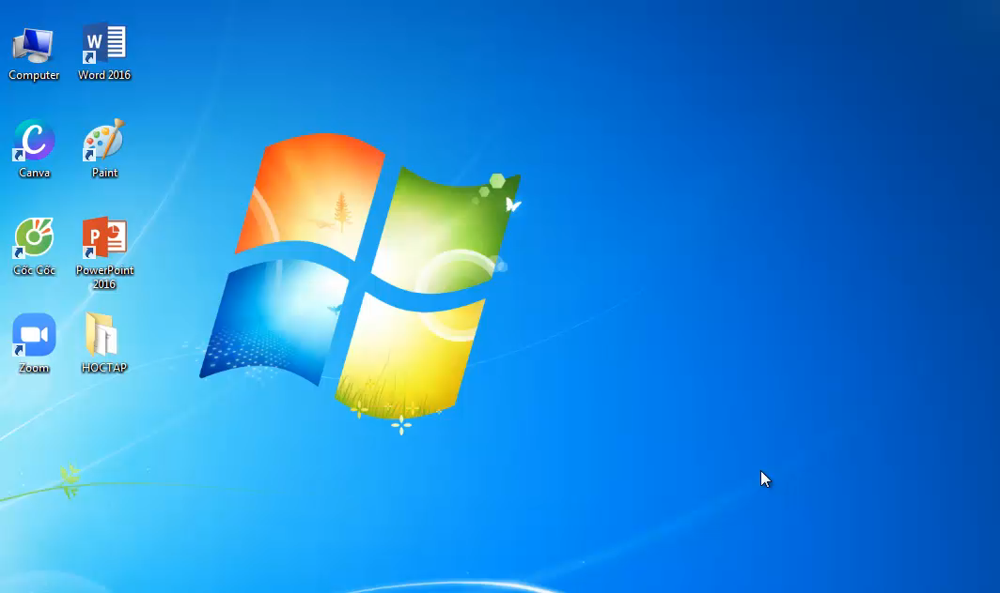 Computer
Word 2016
Canva
Paint
Cốc Cốc
PowerPoint
2016
Zoom
HOCTAP